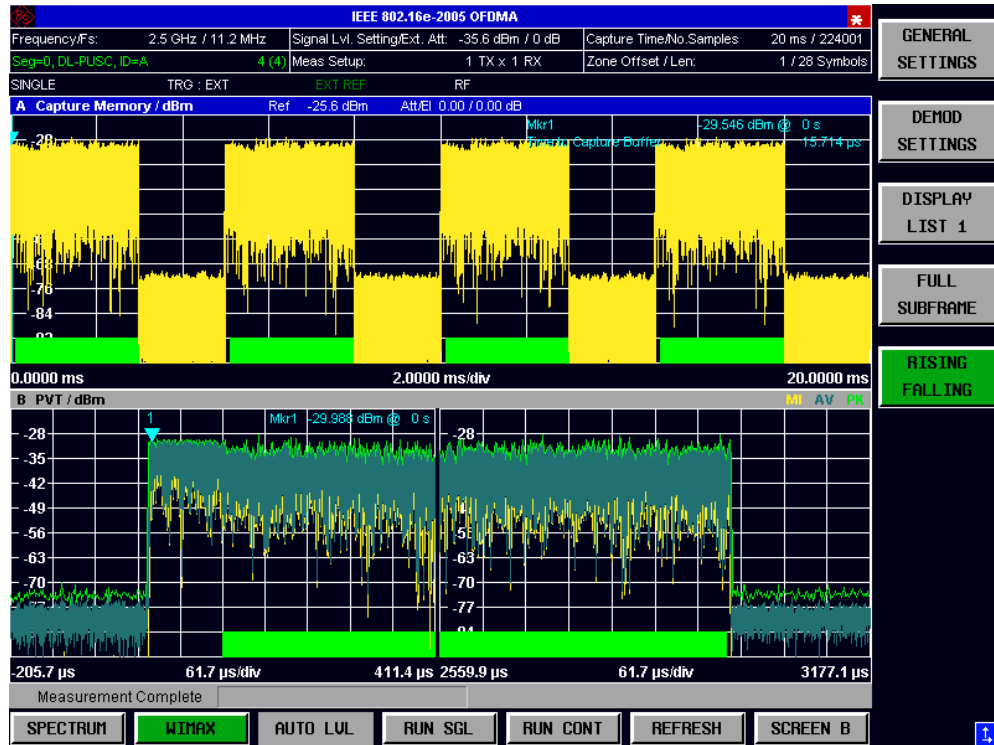 IEEE 802.16e-2005 OFDMA
Frequency/Fs: 2.5 GHz / 11.2 MHz Signal Lvl. Setting/Ext. Att: -35.6 dBm / 0 dB Capture Time/No.Samples 20 ms / 224001
Seg=0, DL-PUSC, ID=A 4 (4) Meas Setup: 1 TX x 1 RX Zone Offset / Len: 1 / 28 Symbols
SINGLE TRG : EXT EXT REF RF
A Capture Memory / dBm Ref -25.6 dBm Att/El 0.00 / 0.00 dB
Mkr1 -29.546 dBm @ 0 s
Capture Buffer 15.714 µs
-28
-68
-76
-84
-92
0.0000 ms 2.0000 ms/div 20.0000 ms
B PVT / dBm MI AV PK
1 Mkr1 -29.988 dBm @ 0 s
-28 -28
-35
-42
-49
-56
-63 -63
-70 -70
-77 -77
-205.7 µs 61.7 µs/div 411.4 µs 2559.9 µs 61.7 µs/div 3177.1 µs
Measurement Complete
SPECTRUM WIMAX AUTO LVL RUN SGL RUN CONT REFRESH SCREEN B
GENERAL
SETTINGS
DEMOD
SETTINGS
DISPLAY
LIST 1
FULL
SUBFRAME
RISING
FALLING